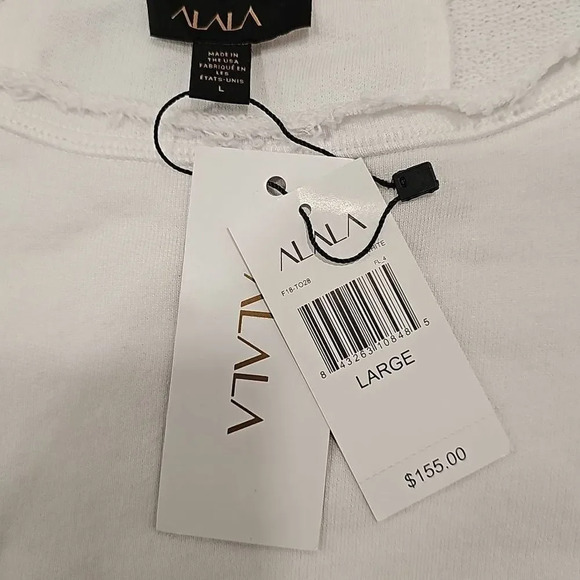 ALALA
MADE IN
THE USA
FABRIQUÉ EN
LES
ÉTATS-UNIS
L
ALALA
ALALA
F18-TO28
FL_4
8 43263 10848 5
LARGE
$155.00